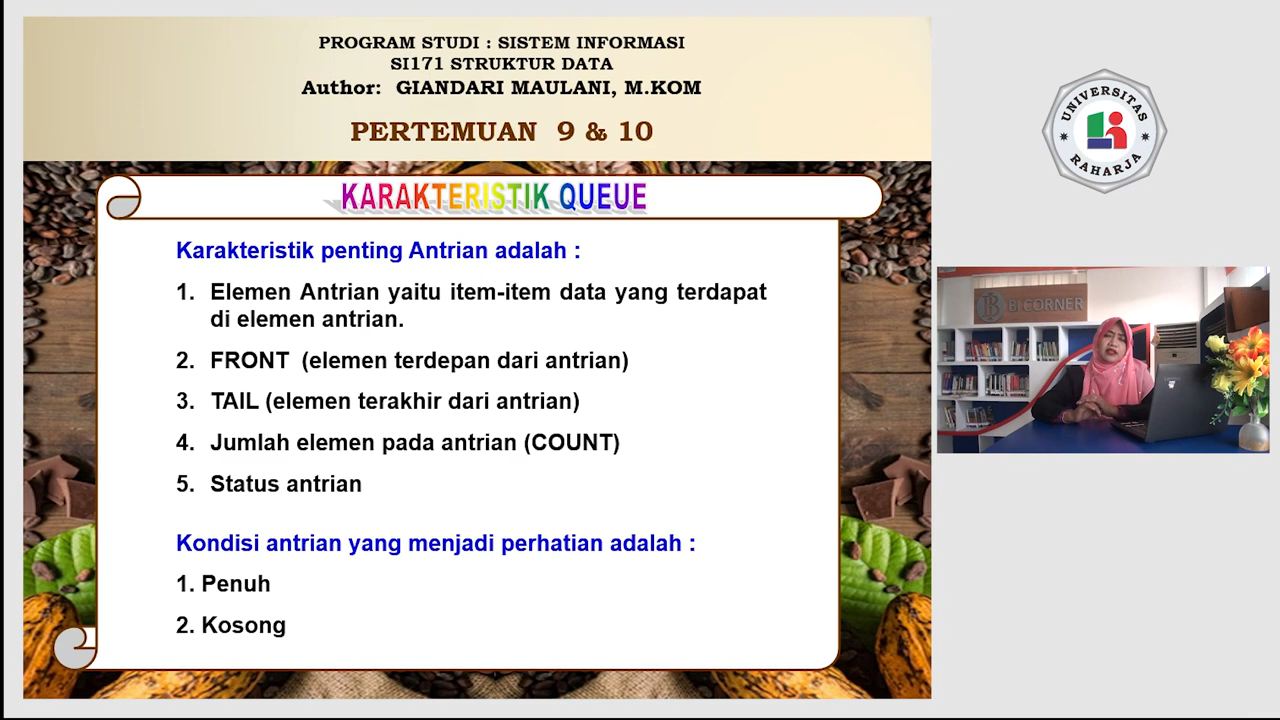 PROGRAM STUDI : SISTEM INFORMASI
SI171 STRUKTUR DATA
Author: GIANDARI MAULANI, M.KOM
PERTEMUAN 9 & 10
KARAKTERISTIK QUEUE
Karakteristik penting Antrian adalah :
1. Elemen Antrian yaitu item-item data yang terdapat
di elemen antrian.
2. FRONT (elemen terdepan dari antrian)
3. TAIL (elemen terakhir dari antrian)
4. Jumlah elemen pada antrian (COUNT)
5. Status antrian
Kondisi antrian yang menjadi perhatian adalah :
1. Penuh
2. Kosong
UNIVERSITAS
RAHARJA
BI CORNER